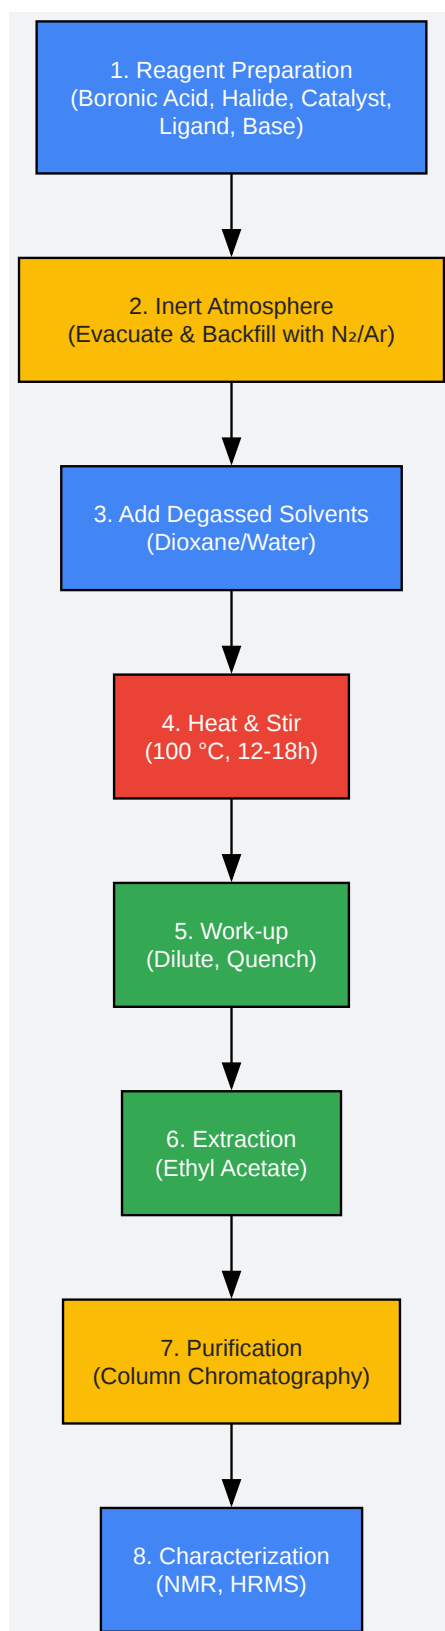 1. Reagent Preparation
(Boronic Acid, Halide, Catalyst,
Ligand, Base)
2. Inert Atmosphere
(Evacuate & Backfill with N₂/Ar)
3. Add Degassed Solvents
(Dioxane/Water)
4. Heat & Stir
(100 °C, 12-18h)
5. Work-up
(Dilute, Quench)
6. Extraction
(Ethyl Acetate)
7. Purification
(Column Chromatography)
8. Characterization
(NMR, HRMS)